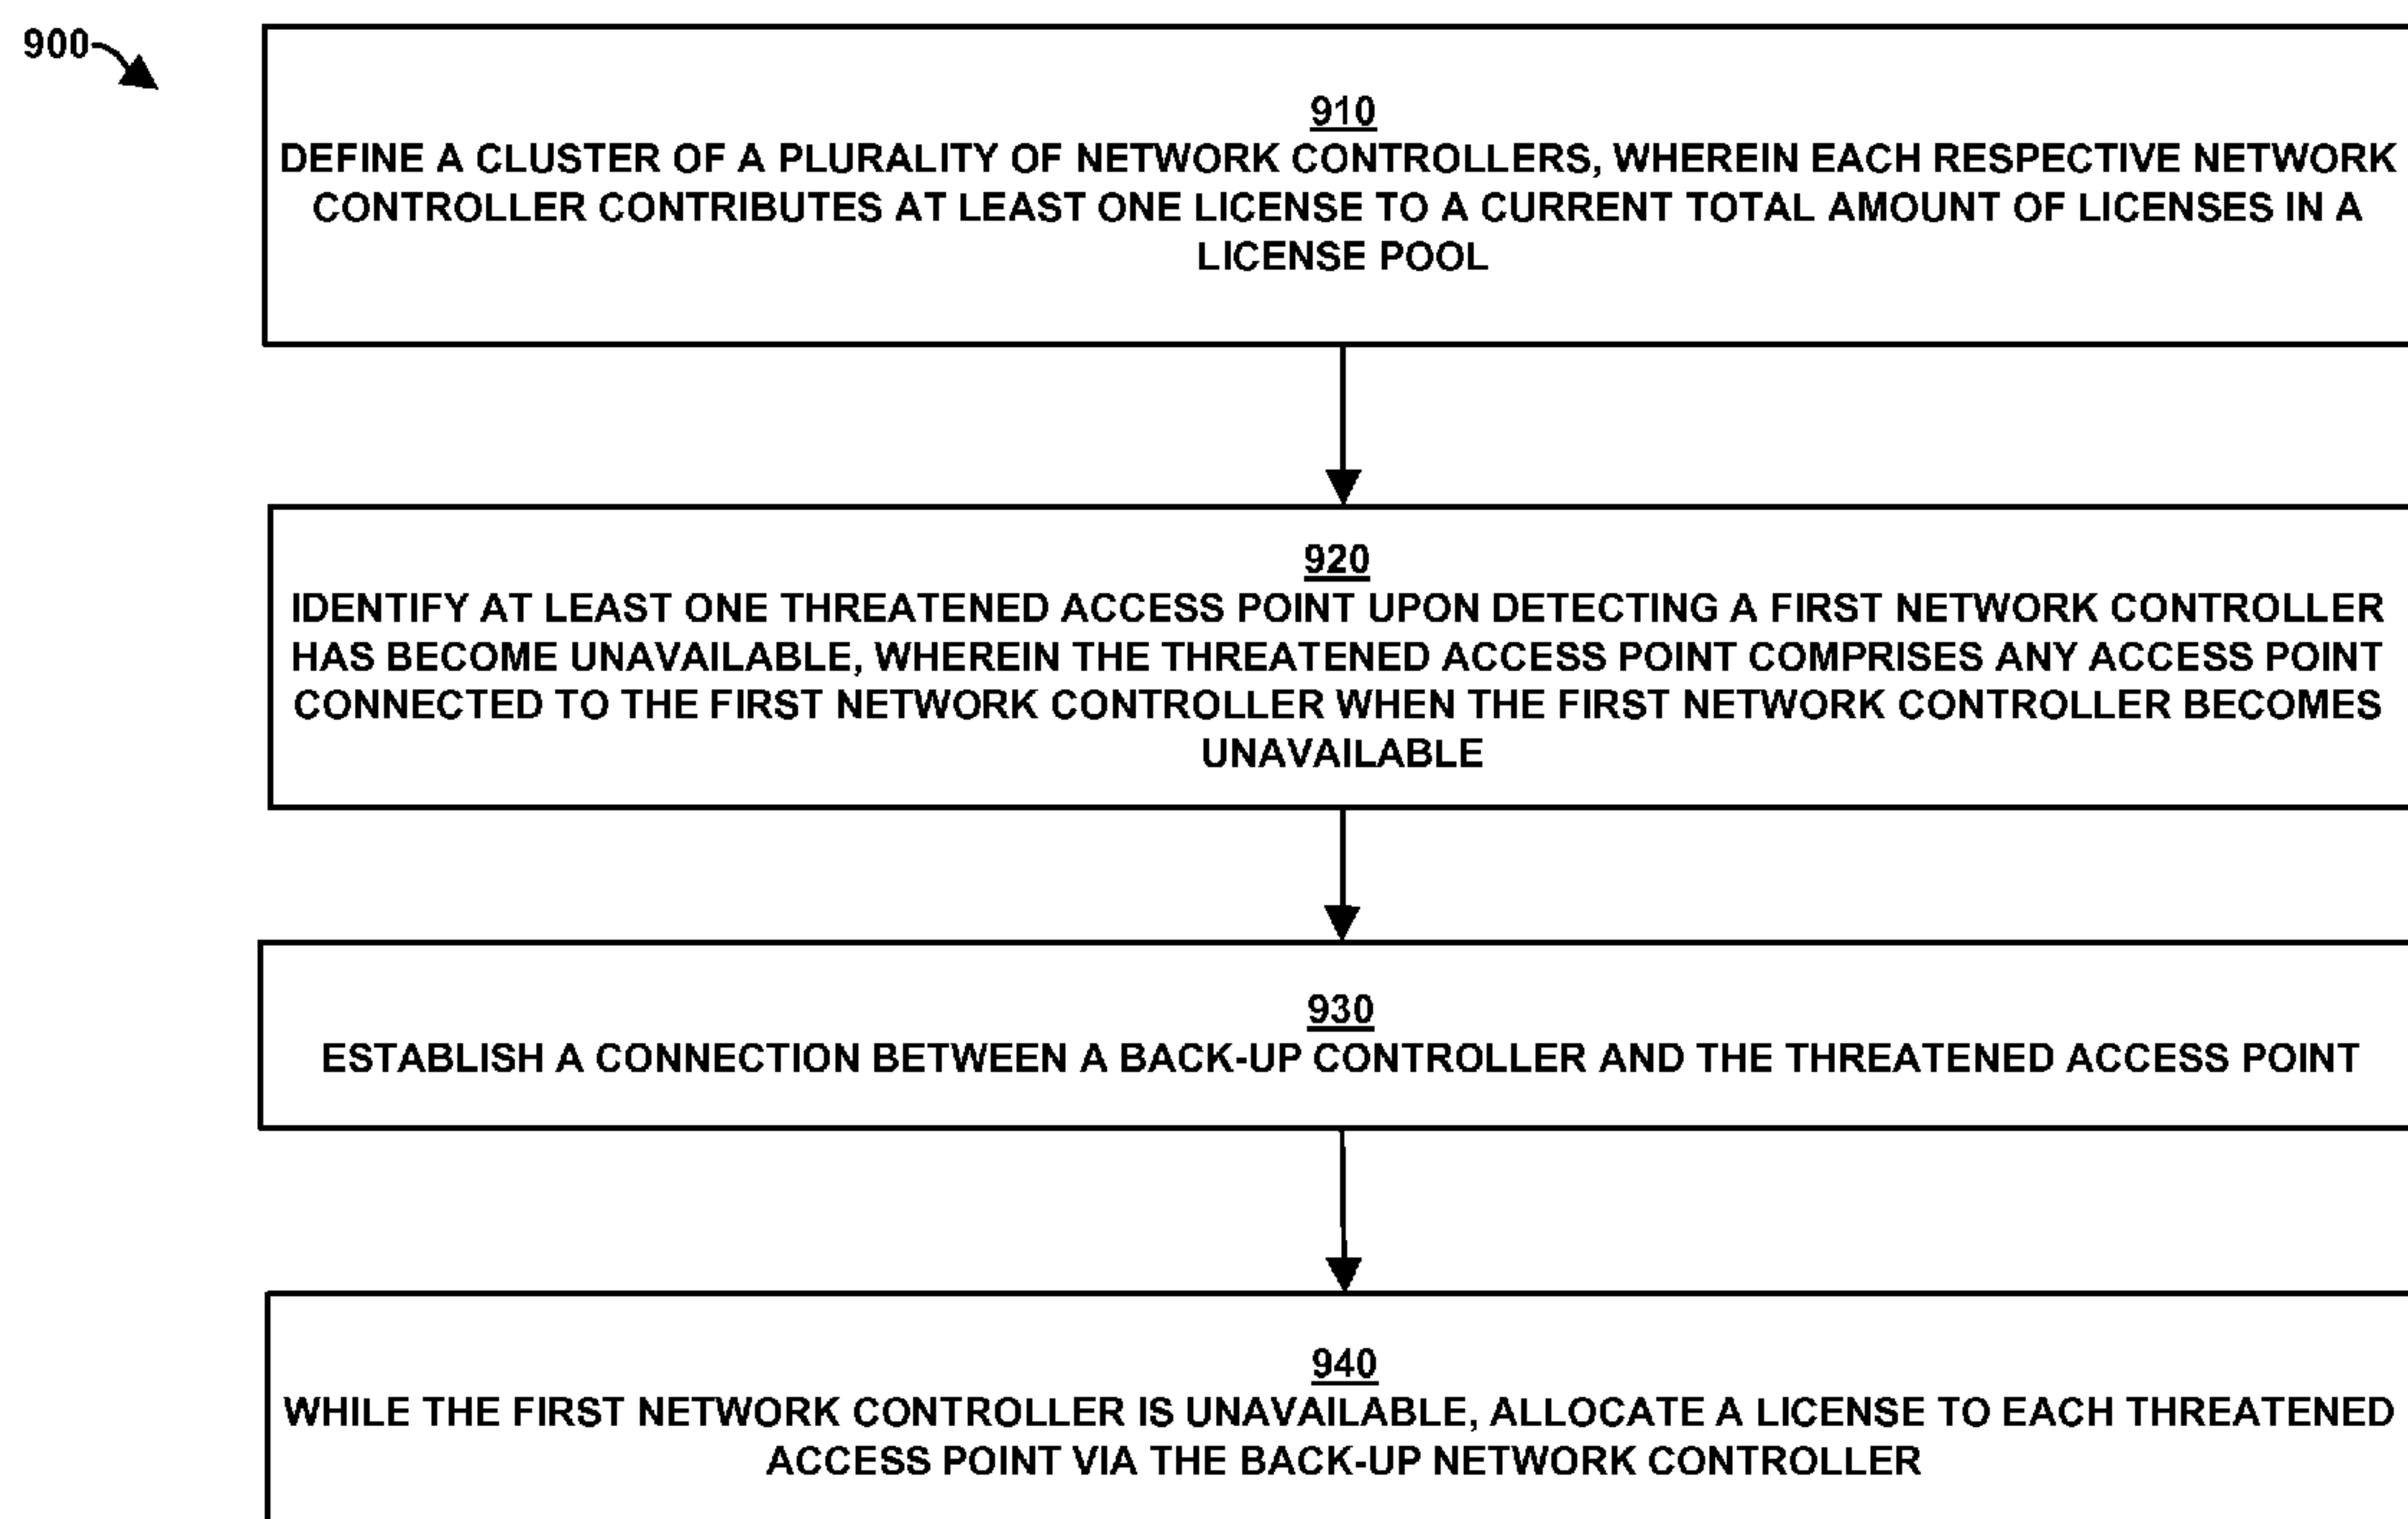 900
910
DEFINE A CLUSTER OF A PLURALITY OF NETWORK CONTROLLERS, WHEREIN EACH RESPECTIVE NETWORK
CONTROLLER CONTRIBUTES AT LEAST ONE LICENSE TO A CURRENT TOTAL AMOUNT OF LICENSES IN A
LICENSE POOL
920
IDENTIFY AT LEAST ONE THREATENED ACCESS POINT UPON DETECTING A FIRST NETWORK CONTROLLER
HAS BECOME UNAVAILABLE, WHEREIN THE THREATENED ACCESS POINT COMPRISES ANY ACCESS POINT
CONNECTED TO THE FIRST NETWORK CONTROLLER WHEN THE FIRST NETWORK CONTROLLER BECOMES
UNAVAILABLE
930
ESTABLISH A CONNECTION BETWEEN A BACK-UP CONTROLLER AND THE THREATENED ACCESS POINT
940
WHILE THE FIRST NETWORK CONTROLLER IS UNAVAILABLE, ALLOCATE A LICENSE TO EACH THREATENED
ACCESS POINT VIA THE BACK-UP NETWORK CONTROLLER